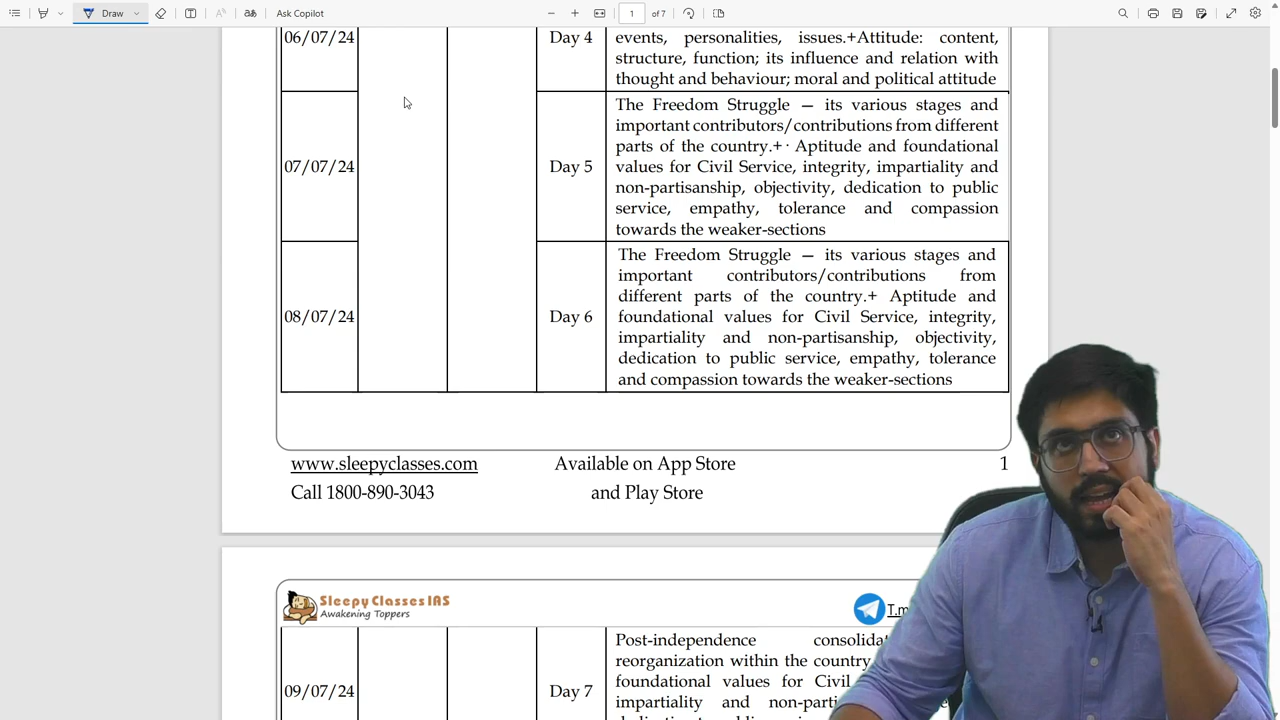 Draw
Ask Copilot
1 of 7
06/07/24
Day 4
events, personalities, issues.+Attitude: content,
structure, function; its influence and relation with
thought and behaviour; moral and political attitude
07/07/24
Day 5
The Freedom Struggle — its various stages and
important contributors/contributions from different
parts of the country.+· Aptitude and foundational
values for Civil Service, integrity, impartiality and
non-partisanship, objectivity, dedication to public
service, empathy, tolerance and compassion
towards the weaker-sections
08/07/24
Day 6
The Freedom Struggle — its various stages and
important contributors/contributions from
different parts of the country.+ Aptitude and
foundational values for Civil Service, integrity,
impartiality and non-partisanship, objectivity,
dedication to public service, empathy, tolerance
and compassion towards the weaker-sections
www.sleepyclasses.com
Call 1800-890-3043
Available on App Store
and Play Store
1
Sleepy Classes IAS
Awakening Toppers
09/07/24
Day 7
Post-independence
reorganization within the country
foundational values for Civil
impartiality and